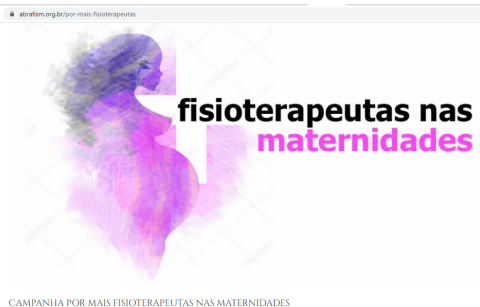 abrafism.org.br/por-mais-fisioterapeutas
fisioterapeutas nas
maternidades
CAMPANHA POR MAIS FISIOTERAPEUTAS NAS MATERNIDADES